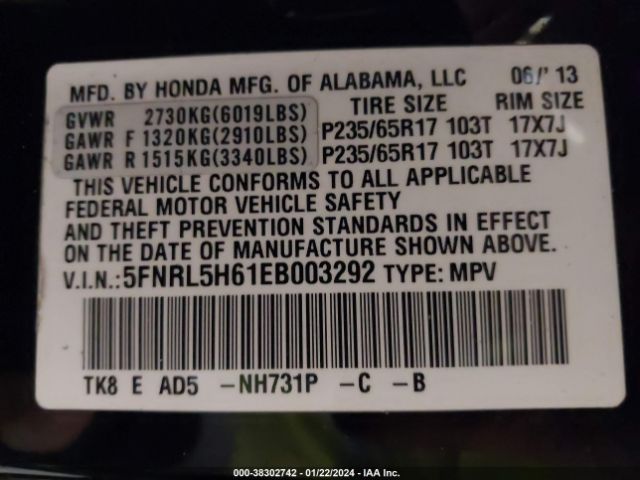 MFD. BY HONDA MFG. OF ALABAMA, LLC 06/' 13
GVWR 2730KG(6019LBS) TIRE SIZE RIM SIZE
GAWR F 1320KG(2910LBS) P235/65R17 103T 17X7J
GAWR R 1515KG(3340LBS) P235/65R17 103T 17X7J
THIS VEHICLE CONFORMS TO ALL APPLICABLE
FEDERAL MOTOR VEHICLE SAFETY
AND THEFT PREVENTION STANDARDS IN EFFECT
ON THE DATE OF MANUFACTURE SHOWN ABOVE.
V.I.N.: 5FNRL5H61EB003292 TYPE: MPV
TK8 E AD5 -NH731P -C -B
000-38302742 - 01/22/2024 - IAA Inc.